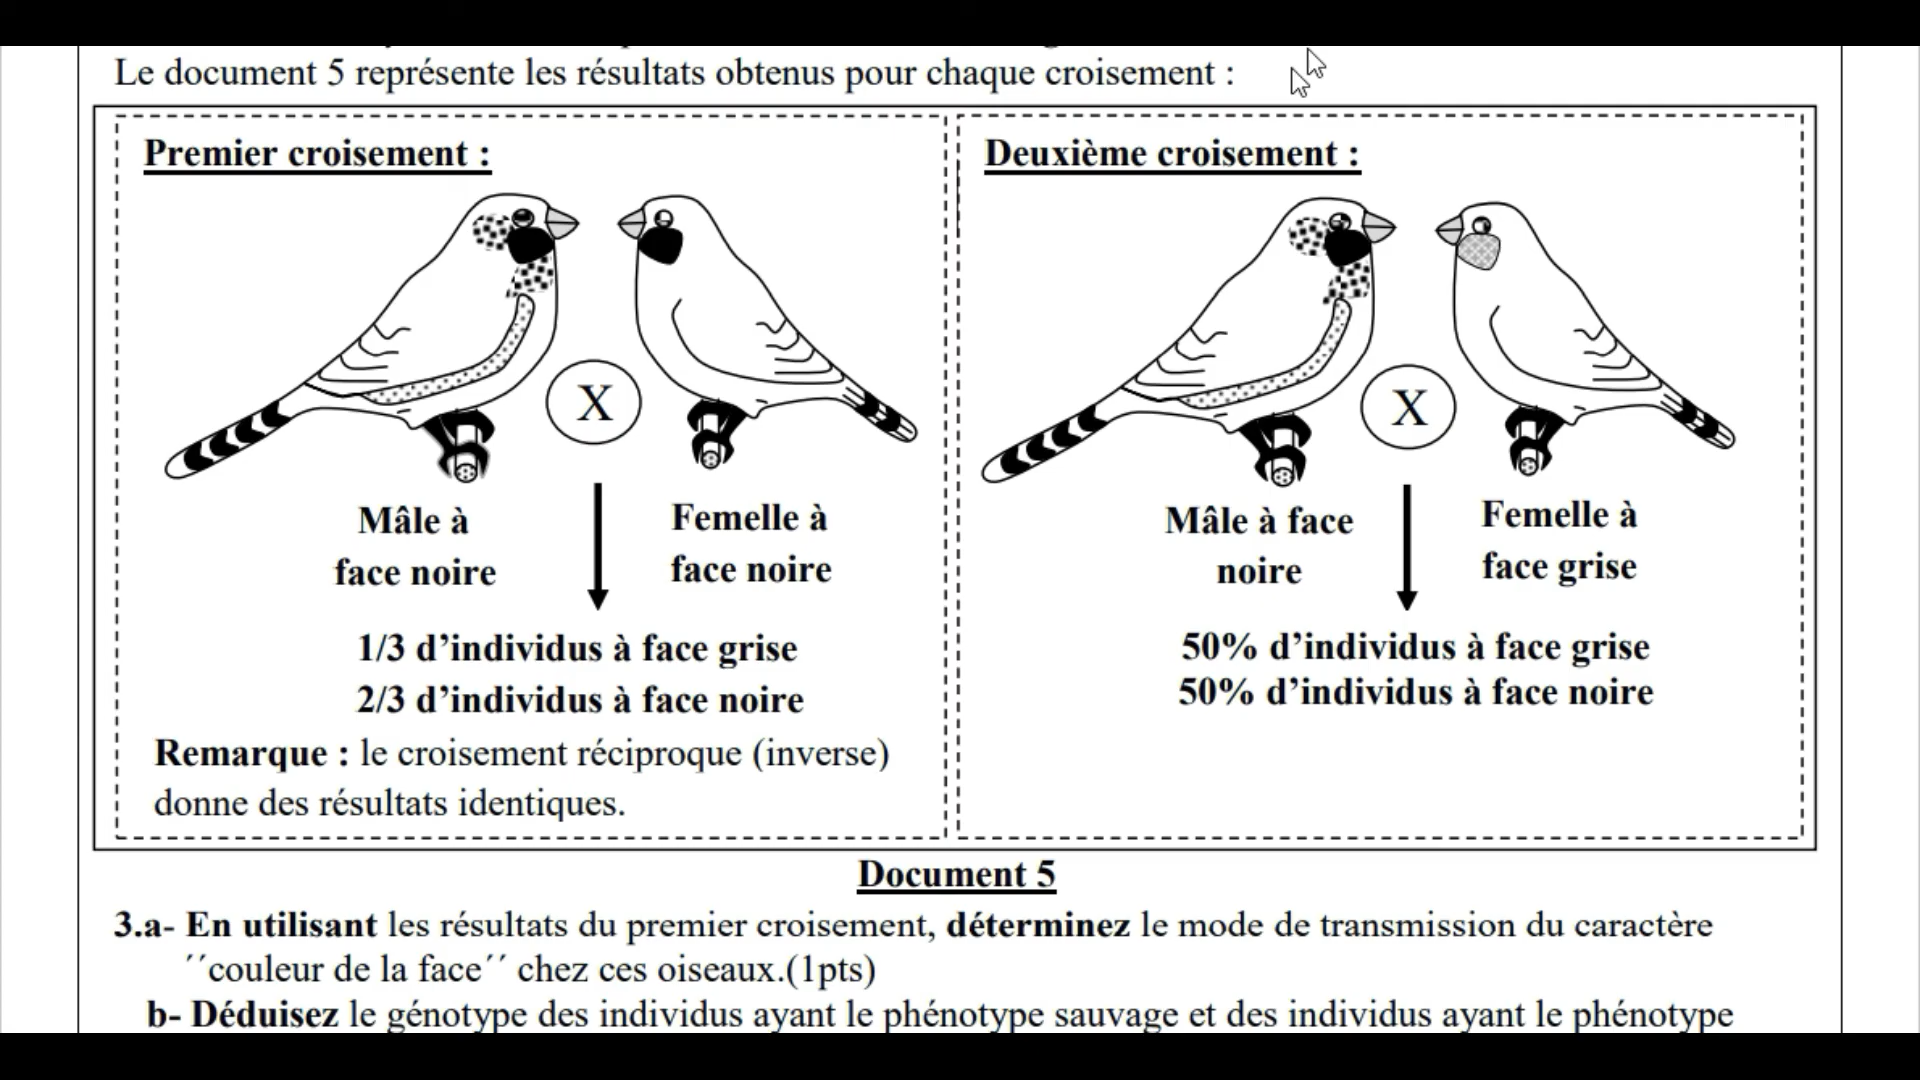 Le document 5 représente les résultats obtenus pour chaque croisement :
Premier croisement :
X
Mâle à
face noire
Femelle à
face noire
1/3 d’individus à face grise
2/3 d’individus à face noire
Remarque : le croisement réciproque (inverse)
donne des résultats identiques.
Deuxième croisement :
X
Mâle à face
noire
Femelle à
face grise
50% d’individus à face grise
50% d’individus à face noire
Document 5
3.a- En utilisant les résultats du premier croisement, déterminez le mode de transmission du caractère
´´couleur de la face´´ chez ces oiseaux.(1pts)
b- Déduisez le génotype des individus ayant le phénotype sauvage et des individus ayant le phénotype